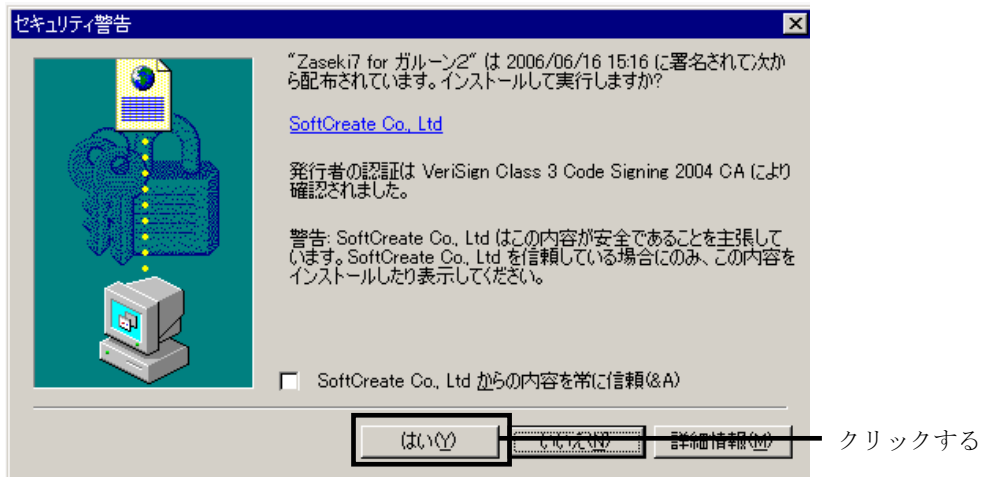 セキュリティ警告
"Zaseki7 for ガルーン2" は 2006/06/16 15:16 に署名されて次か
ら配布されています。インストールして実行しますか?
SoftCreate Co., Ltd
発行者の認証は VeriSign Class 3 Code Signing 2004 CA により
確認されました。
警告: SoftCreate Co., Ltd はこの内容が安全であることを主張して
います。SoftCreate Co., Ltd を信頼している場合にのみ、この内容を
インストールしたり表示してください。
SoftCreate Co., Ltd からの内容を常に信頼(&A)
はい(Y) いいえ(N) 詳細情報(M) クリックする